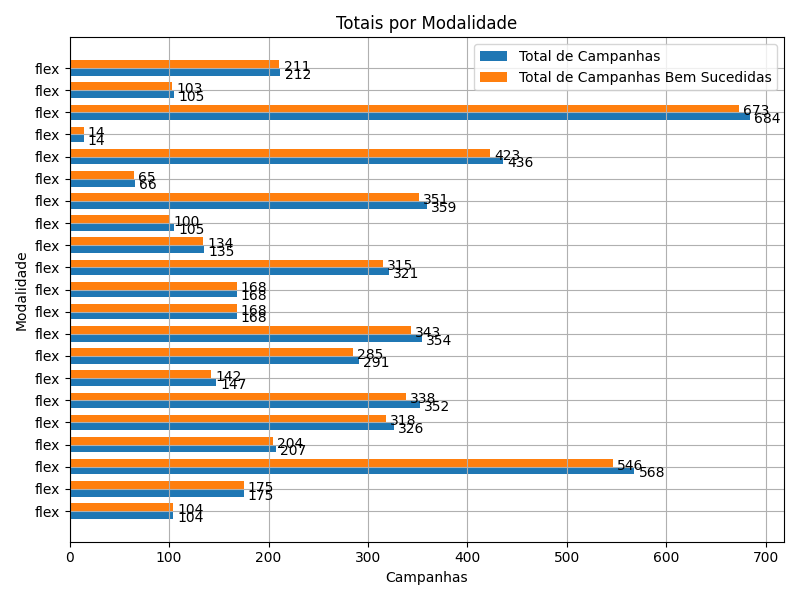 Totais por Modalidade
Total de Campanhas
Total de Campanhas Bem Sucedidas
Modalidade
flex 211
212
flex 103
105
flex 673
684
flex 14
14
flex 423
436
flex 65
66
flex 351
359
flex 100
105
flex 134
135
flex 315
321
flex 168
168
flex 168
168
flex 343
354
flex 285
291
flex 142
147
flex 338
352
flex 318
326
flex 204
207
flex 546
568
flex 175
175
flex 104
104
0 100 200 300 400 500 600 700
Campanhas